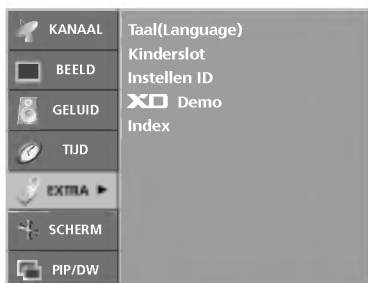 KANAAL
BEELD
GELUID
TIJD
EXTRA ►
SCHERM
PIP/DW
Taal(Language)
Kinderslot
Instellen ID
XD Demo
Index